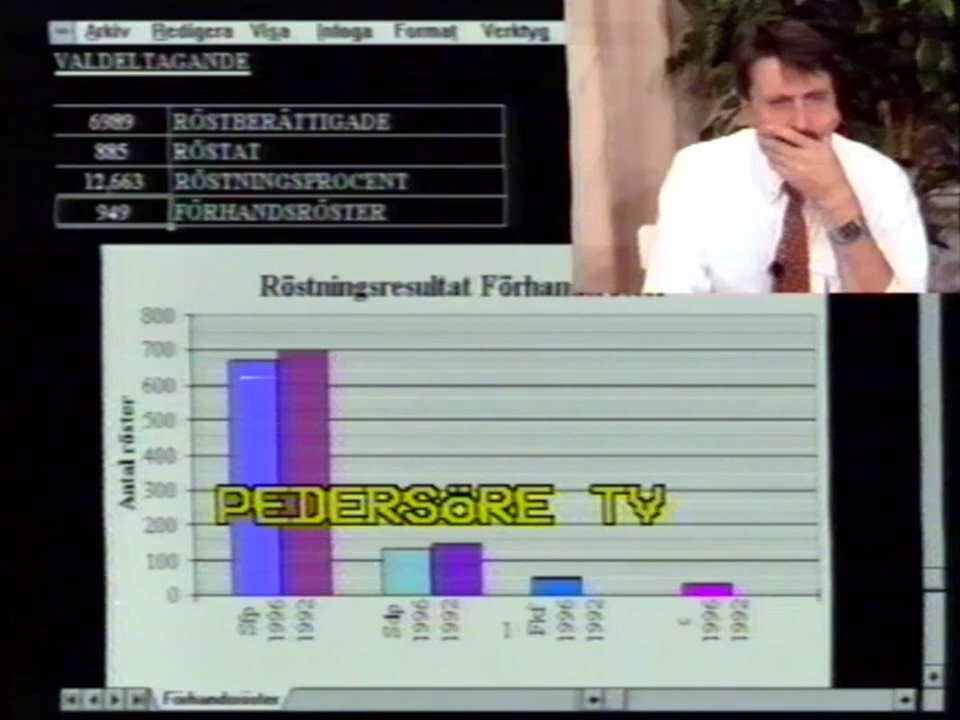 Arkiv Redigera Visa Infoga Format Verktyg
VALDELTAGANDE
6989 RÖSTBERÄTTIGADE
885 RÖSTAT
12,663 RÖSTNINGSPROCENT
949 FÖRHANDSRÖSTER
Röstningsresultat
800
700
600
500
400
300
200
100
0
Antal röster
PEDERSÖRE TV
Sfp 1996 1992
Sdp 1996 1992
Fkf 1996 1992
1996 1992
Förhandsröster